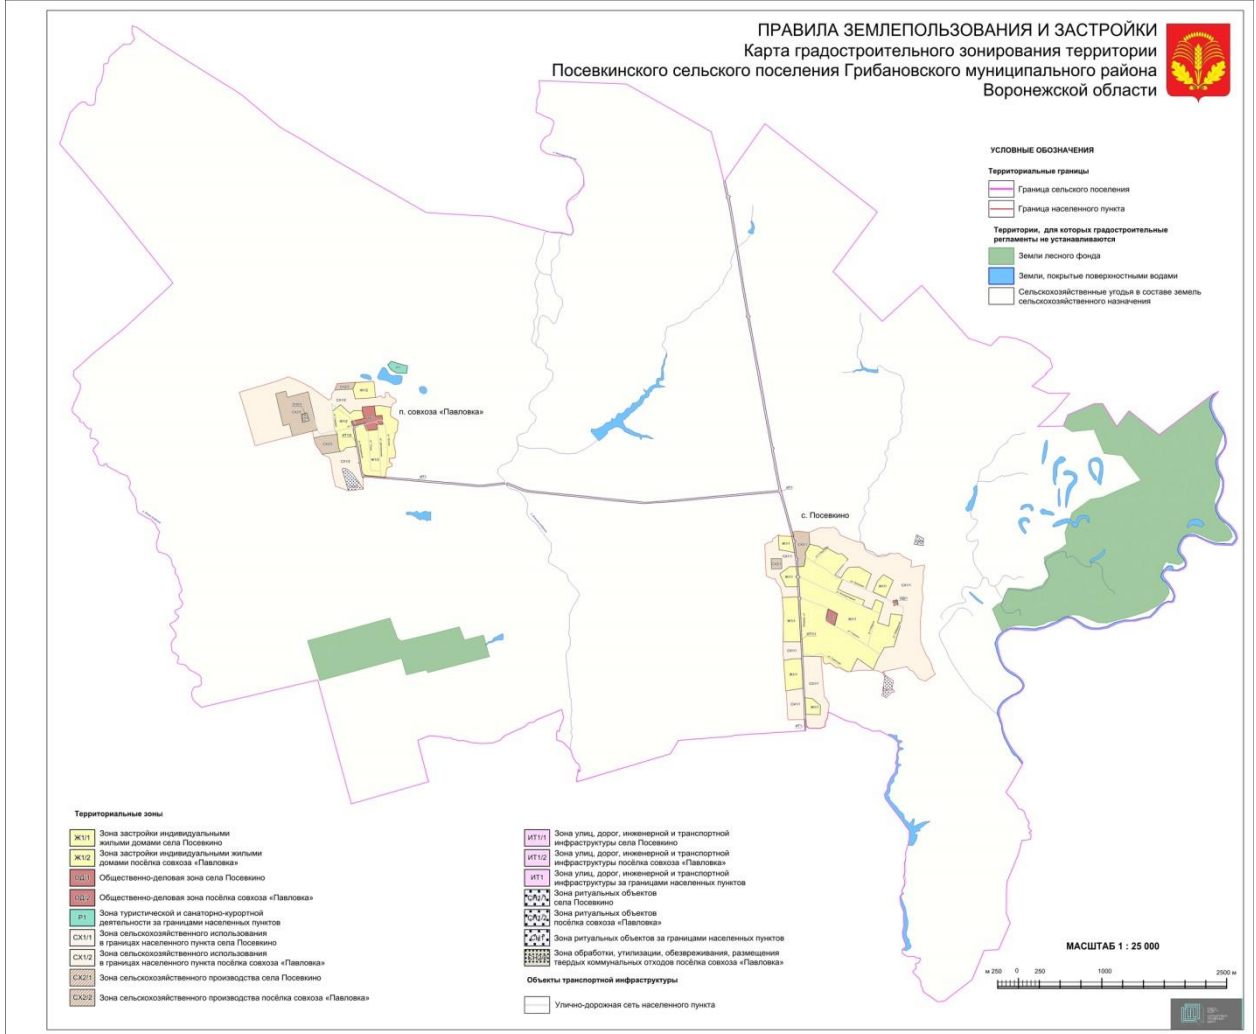 ПРАВИЛА ЗЕМЛЕПОЛЬЗОВАНИЯ И ЗАСТРОЙКИ
Карта градостроительного зонирования территории
Посевкинского сельского поселения Грибановского муниципального района
Воронежской области
УСЛОВНЫЕ ОБОЗНАЧЕНИЯ
Территориальные границы
Граница сельского поселения
Граница населенного пункта
Территории, для которых градостроительные
регламенты не устанавливаются
Земли лесного фонда
Земли, покрытые поверхностными водами
Сельскохозяйственные угодья в составе земель
сельскохозяйственного назначения
п. совхоза «Павловка»
с. Посевкино
Территориальные зоны
Ж1/1 Зона застройки индивидуальными
жилыми домами села Посевкино
Ж1/2 Зона застройки индивидуальными жилыми
домами посёлка совхоза «Павловка»
Общественно-деловая зона села Посевкино
Общественно-деловая зона посёлка совхоза «Павловка»
Р1 Зона туристической и санаторно-курортной
деятельности за границами населенных пунктов
СХ1/1 Зона сельскохозяйственного использования
в границах населенного пункта села Посевкино
СХ1/2 Зона сельскохозяйственного использования
в границах населенного пункта посёлка совхоза «Павловка»
СХ2/1 Зона сельскохозяйственного производства села Посевкино
СХ2/2 Зона сельскохозяйственного производства посёлка совхоза «Павловка»
ИТ1/1 Зона улиц, дорог, инженерной и транспортной
инфраструктуры села Посевкино
ИТ1/2 Зона улиц, дорог, инженерной и транспортной
инфраструктуры посёлка совхоза «Павловка»
ИТ1 Зона улиц, дорог, инженерной и транспортной
инфраструктуры за границами населенных пунктов
Зона ритуальных объектов
села Посевкино
Зона ритуальных объектов
посёлка совхоза «Павловка»
Зона ритуальных объектов за границами населенных пунктов
Зона обработки, утилизации, обезвреживания, размещения
твердых коммунальных отходов посёлка совхоза «Павловка»
Объекты транспортной инфраструктуры
Улично-дорожная сеть населенного пункта
МАСШТАБ 1 : 25 000
м 250 0 250 1000 2500 м